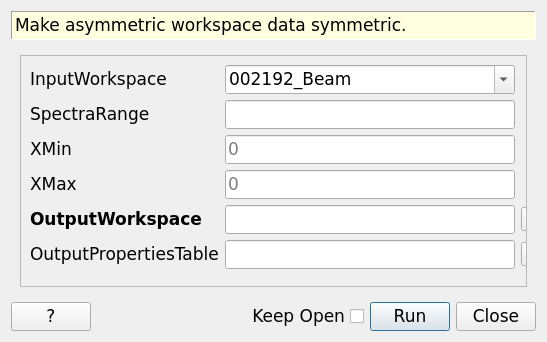 Make asymmetric workspace data symmetric.
InputWorkspace 002192_Beam
SpectraRange
XMin 0
XMax 0
OutputWorkspace
OutputPropertiesTable
? Keep Open Run Close